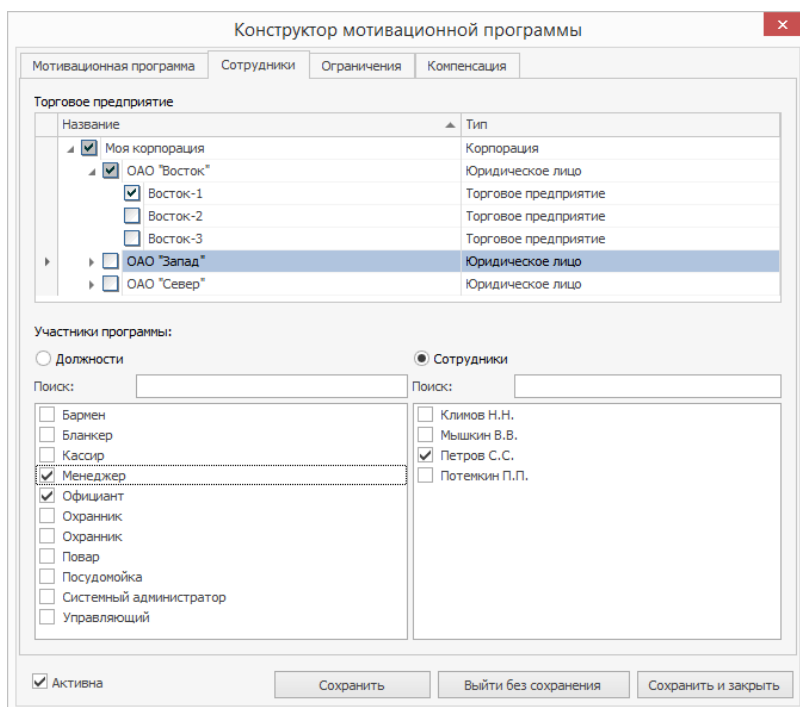 Конструктор мотивационной программы
Мотивационная программа Сотрудники Ограничения Компенсация
Торговое предприятие
Название Тип
Моя корпорация Корпорация
ОАО "Восток" Юридическое лицо
Восток-1 Торговое предприятие
Восток-2 Торговое предприятие
Восток-3 Торговое предприятие
ОАО "Запад" Юридическое лицо
ОАО "Север" Юридическое лицо
Участники программы:
Должности
Поиск:
Бармен
Бланкер
Кассир
Менеджер
Официант
Охранник
Охранник
Повар
Посудомойка
Системный администратор
Управляющий
Сотрудники
Поиск:
Климов Н.Н.
Мышкин В.В.
Петров С.С.
Потемкин П.П.
Активна
Сохранить Выйти без сохранения Сохранить и закрыть